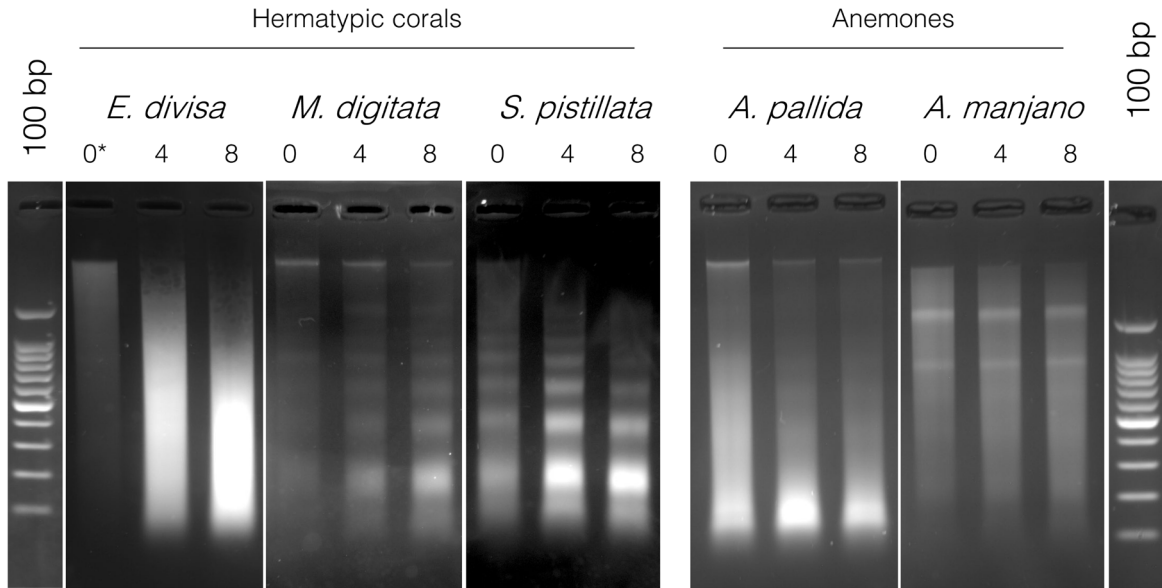 Hermatypic corals
Anemones
100 bp
E. divisa
M. digitata
S. pistillata
A. pallida
A. manjano
100 bp
0* 4 8 0 4 8 0 4 8 0 4 8 0 4 8